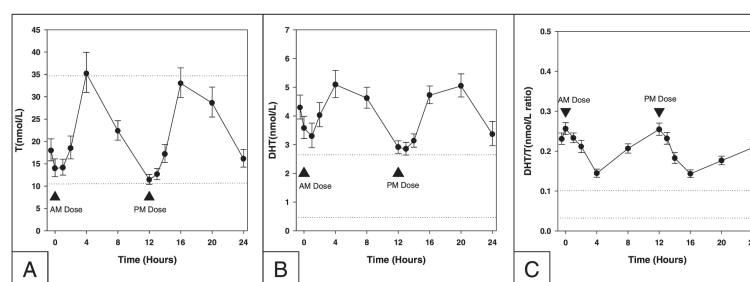 45
40
35
30
25
20
15
10
5
0
T(nmol/L)
AM Dose
PM Dose
0 4 8 12 16 20 24
Time (Hours)
A
7
6
5
4
3
2
1
0
DHT(nmol/L)
AM Dose
PM Dose
0 4 8 12 16 20 24
Time (Hours)
B
0.5
0.4
0.3
0.2
0.1
0.0
DHT/T(nmol/L ratio)
AM Dose
PM Dose
0 4 8 12 16 20
Time (Hours)
C